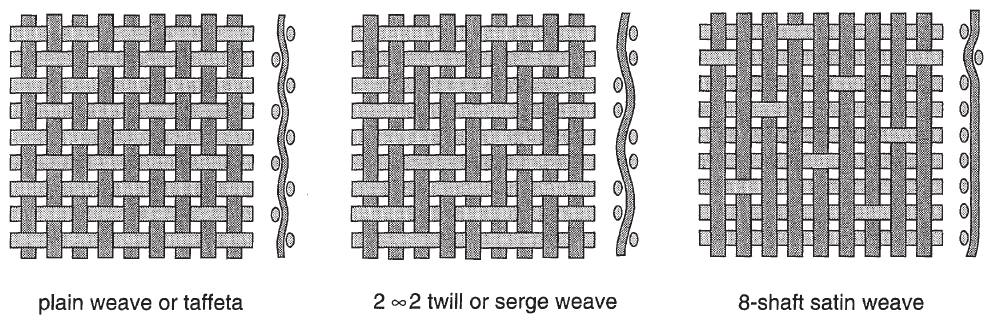 plain weave or taffeta
2 ∞ 2 twill or serge weave
8-shaft satin weave